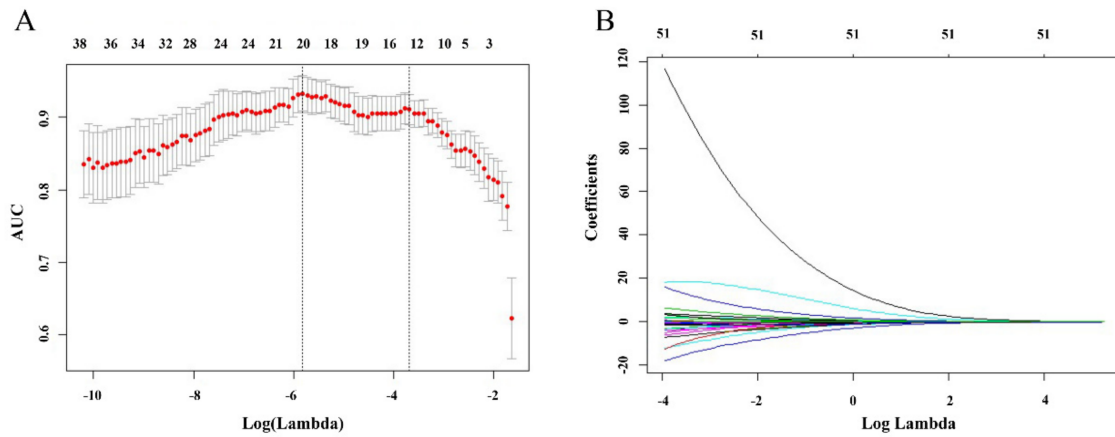 A
38 36 34 32 28 24 24 21 20 18 19 16 12 10 5 3
0.9
0.8
0.7
0.6
AUC
-10 -8 -6 -4 -2
Log(Lambda)
B
51 51 51 51 51
120
100
80
60
40
20
0
-20
Coefficients
-4 -2 0 2 4
Log Lambda